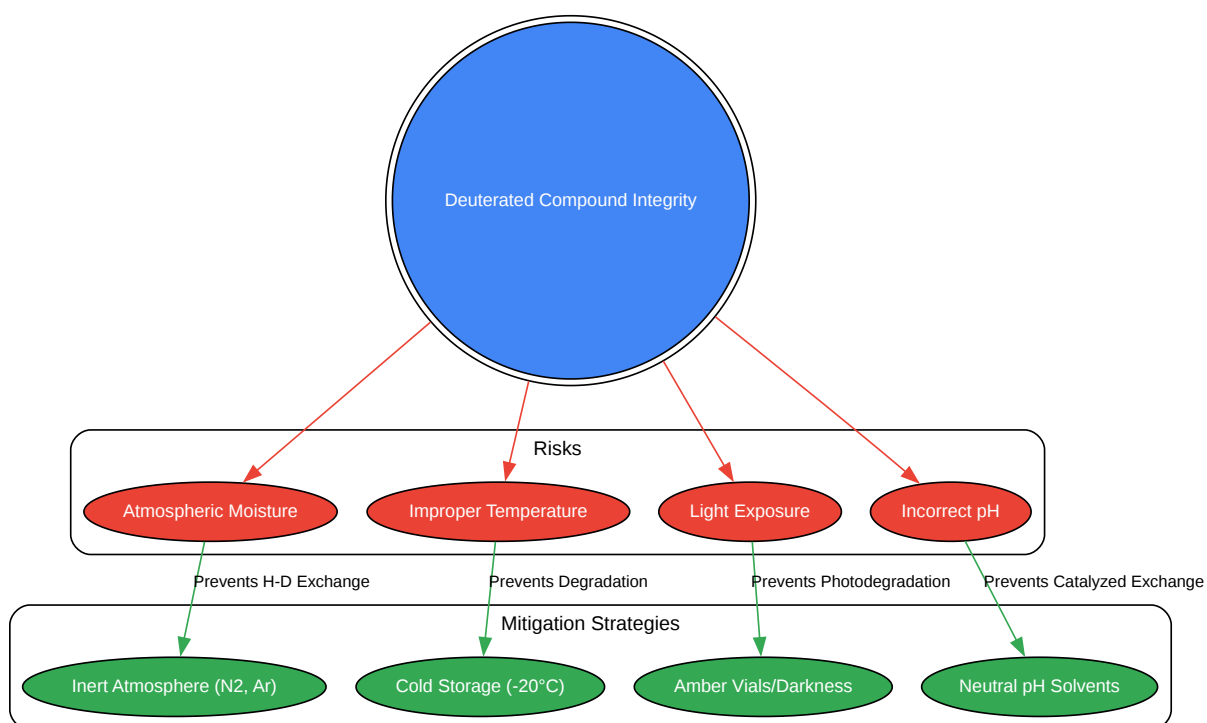 Deuterated Compound Integrity
Risks
Atmospheric Moisture
Improper Temperature
Light Exposure
Incorrect pH
Prevents H-D Exchange
Prevents Degradation
Prevents Photodegradation
Prevents Catalyzed Exchange
Mitigation Strategies
Inert Atmosphere (N2, Ar)
Cold Storage (-20°C)
Amber Vials/Darkness
Neutral pH Solvents